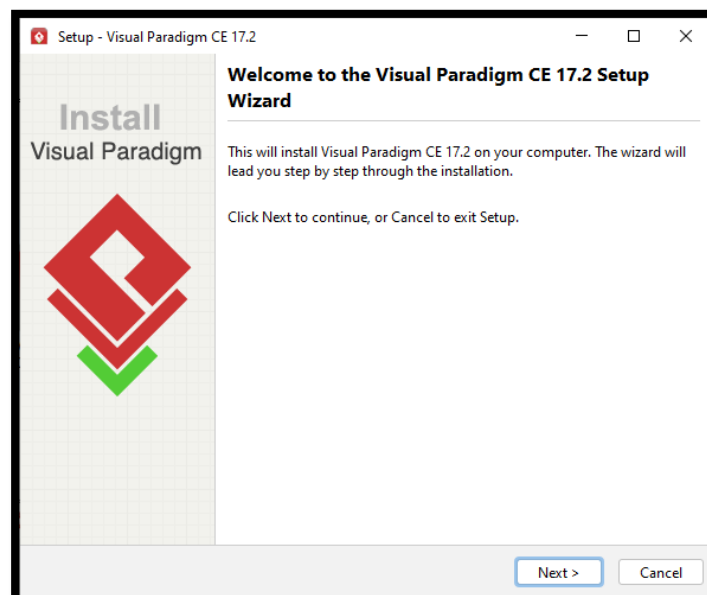 Setup - Visual Paradigm CE 17.2
Install
Visual Paradigm
Welcome to the Visual Paradigm CE 17.2 Setup
Wizard
This will install Visual Paradigm CE 17.2 on your computer. The wizard will
lead you step by step through the installation.
Click Next to continue, or Cancel to exit Setup.
Next >
Cancel